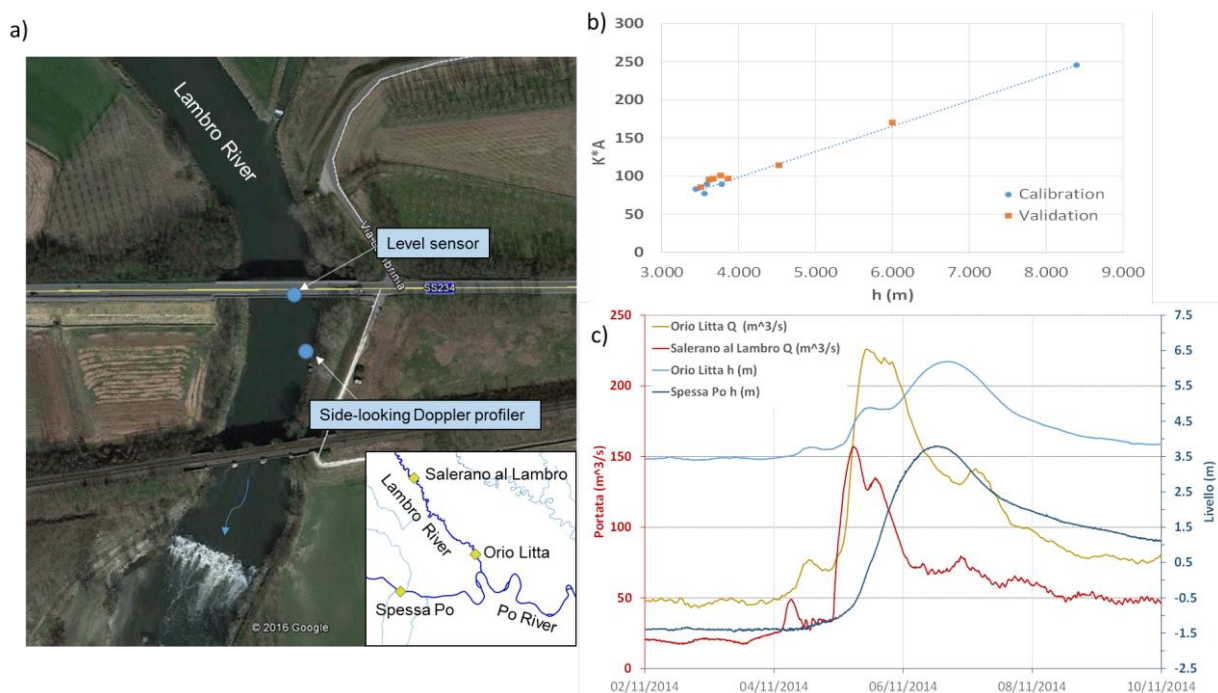 a)
Lambro River
Level sensor
Via Lambrinia
SS234
Side-looking Doppler profiler
© 2016 Google
Salerano al Lambro
Lambro River
Orio Litta
Spessa Po
Po River
b)
300
250
200
150
100
50
0
K*A
3.000 4.000 5.000 6.000 7.000 8.000 9.000
h (m)
Calibration
Validation
c)
Orio Litta Q (m^3/s)
Salerano al Lambro Q (m^3/s)
Orio Litta h (m)
Spessa Po h (m)
250
200
150
100
50
0
Portata (m^3/s)
7.5
6.5
5.5
4.5
3.5
2.5
1.5
0.5
-0.5
-1.5
-2.5
Livello (m)
02/11/2014 04/11/2014 06/11/2014 08/11/2014 10/11/2014